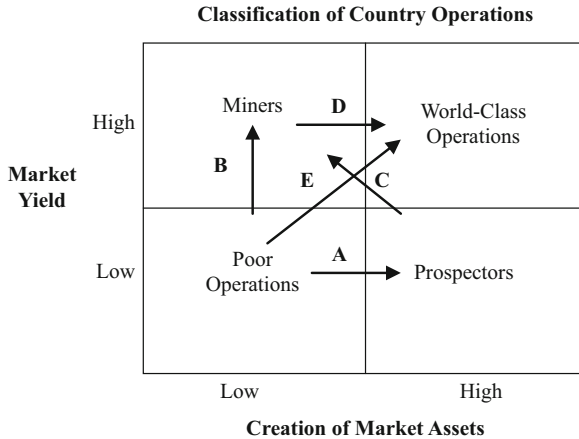 Classification of Country Operations
Miners
D
World-Class
Operations
High
B
Market
Yield
E
C
Poor
Operations
A
Prospectors
Low
Low
High
Creation of Market Assets